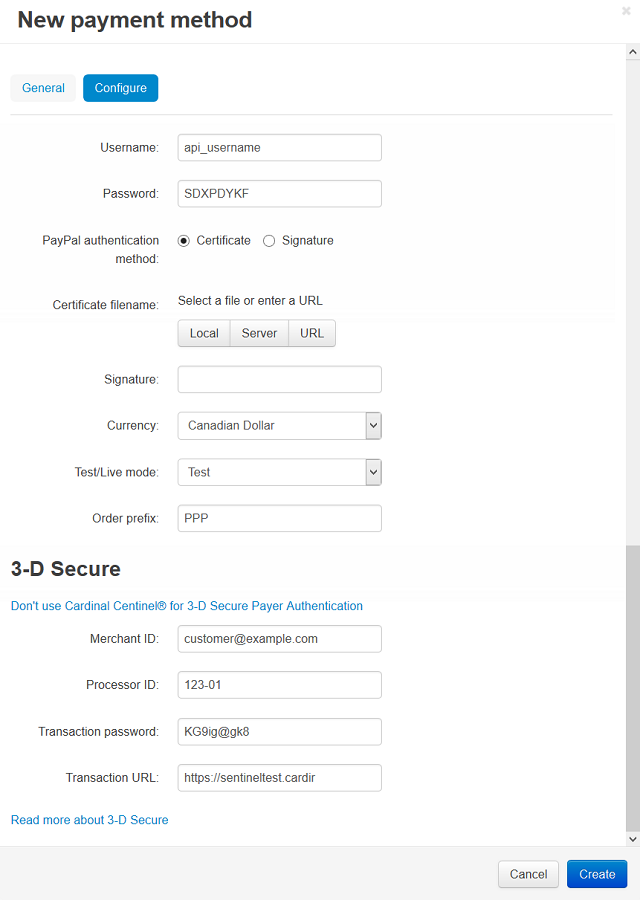 New payment method
General Configure
Username: api_username
Password: SDXPDYKF
PayPal authentication Certificate Signature
method:
Certificate filename: Select a file or enter a URL
Local Server URL
Signature:
Currency: Canadian Dollar
Test/Live mode: Test
Order prefix: PPP
3-D Secure
Don't use Cardinal Centinel® for 3-D Secure Payer Authentication
Merchant ID: customer@example.com
Processor ID: 123-01
Transaction password: KG9ig@gk8
Transaction URL: https://sentineltest.cardir
Read more about 3-D Secure
Cancel Create